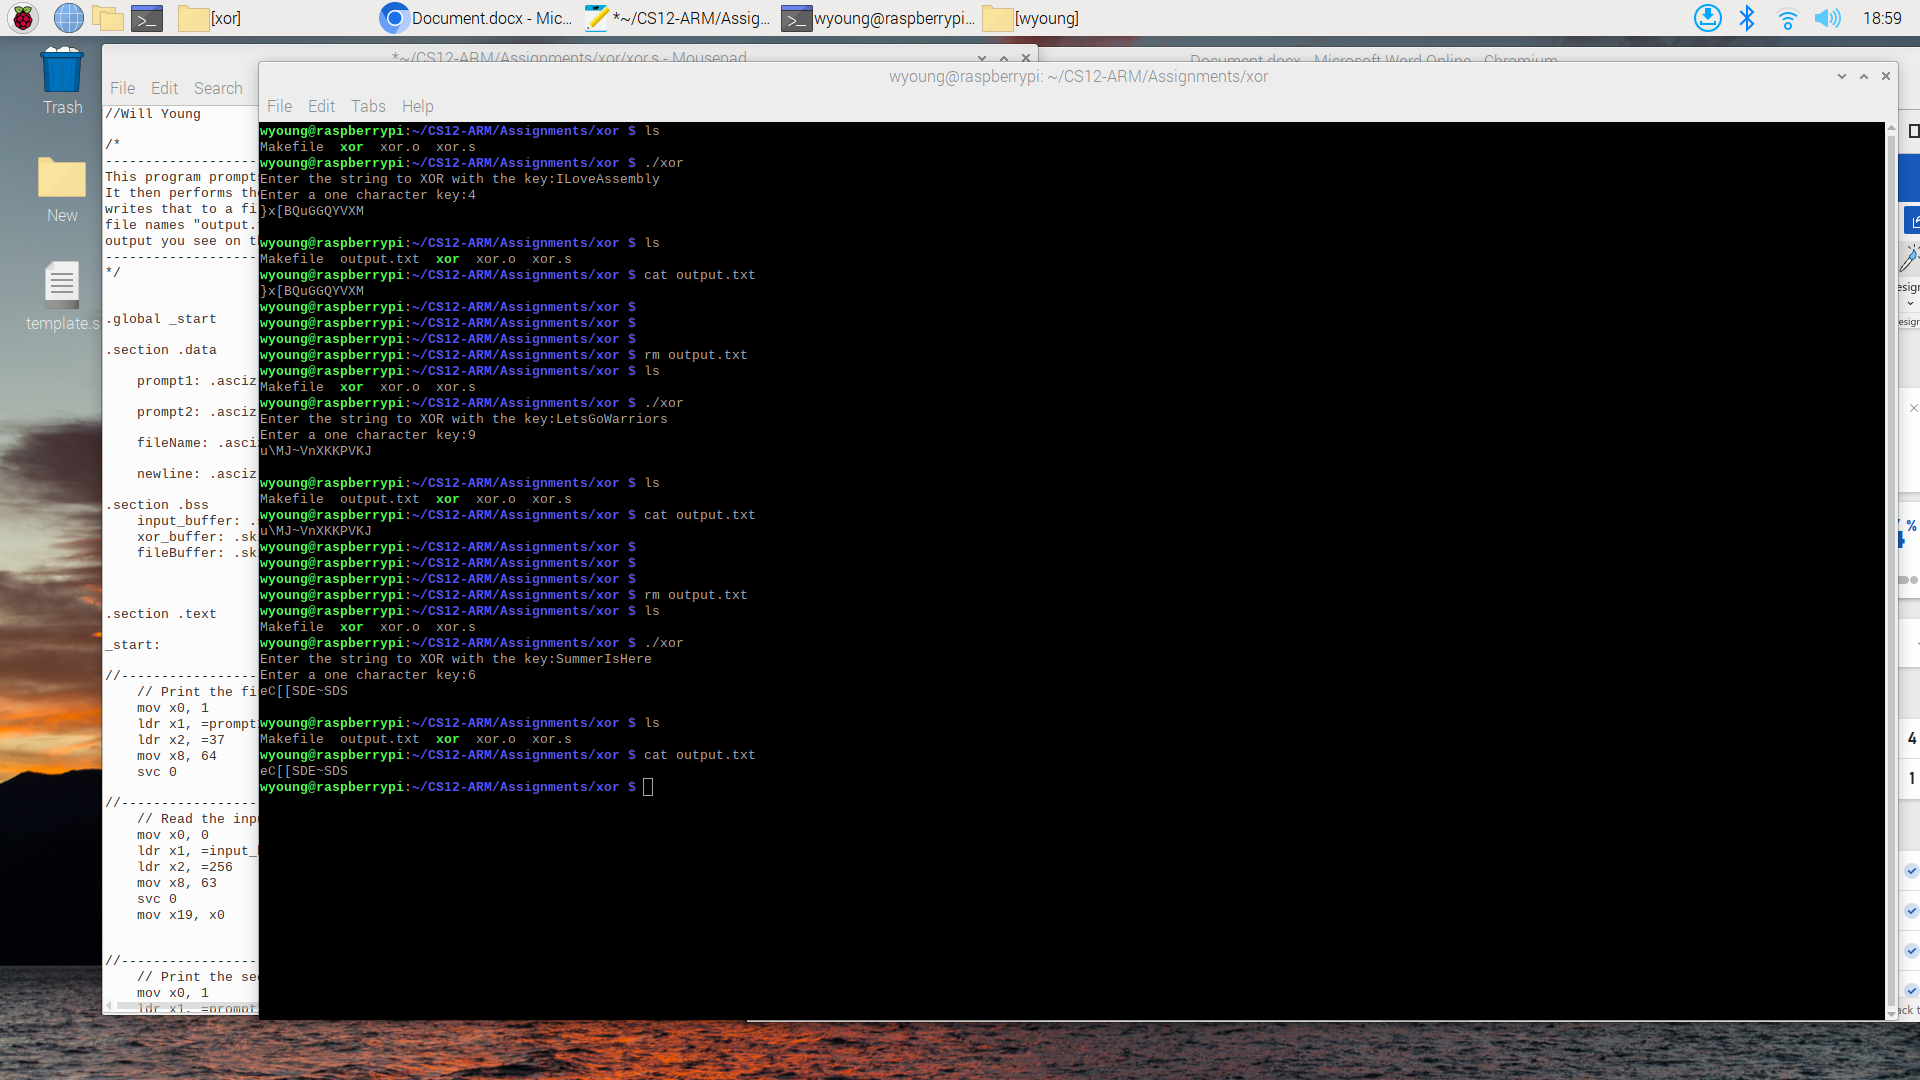 [xor]
Document.docx - Mic...
*~/CS12-ARM/Assig...
wyoung@raspberrypi...
[wyoung]
18:59
Trash
New
template.s
*~/CS12-ARM/Assignments/xor/xor.s - Mousepad
File Edit Search
//Will Young
/*
--------------------
This program prompt
It then performs th
writes that to a fi
file names "output.
output you see on t
--------------------
*/
.global _start
.section .data
prompt1: .asciz
prompt2: .asciz
fileName: .asciz
newline: .asciz
.section .bss
input_buffer: .
xor_buffer: .sk
fileBuffer: .sk
.section .text
_start:
//------------------
// Print the fi
mov x0, 1
ldr x1, =prompt
ldr x2, =37
mov x8, 64
svc 0
//------------------
// Read the inpu
mov x0, 0
ldr x1, =input_
ldr x2, =256
mov x8, 63
svc 0
mov x19, x0
//------------------
// Print the sec
mov x0, 1
ldr x1, =prompt
Document.docx - Microsoft Word Online - Chromium
wyoung@raspberrypi: ~/CS12-ARM/Assignments/xor
File Edit Tabs Help
wyoung@raspberrypi:~/CS12-ARM/Assignments/xor $ ls
Makefile  xor  xor.o  xor.s
wyoung@raspberrypi:~/CS12-ARM/Assignments/xor $ ./xor
Enter the string to XOR with the key:ILoveAssembly
Enter a one character key:4
}x[BQuGGQYVXM
wyoung@raspberrypi:~/CS12-ARM/Assignments/xor $ ls
Makefile  output.txt  xor  xor.o  xor.s
wyoung@raspberrypi:~/CS12-ARM/Assignments/xor $ cat output.txt
}x[BQuGGQYVXM
wyoung@raspberrypi:~/CS12-ARM/Assignments/xor $
wyoung@raspberrypi:~/CS12-ARM/Assignments/xor $
wyoung@raspberrypi:~/CS12-ARM/Assignments/xor $
wyoung@raspberrypi:~/CS12-ARM/Assignments/xor $ rm output.txt
wyoung@raspberrypi:~/CS12-ARM/Assignments/xor $ ls
Makefile  xor  xor.o  xor.s
wyoung@raspberrypi:~/CS12-ARM/Assignments/xor $ ./xor
Enter the string to XOR with the key:LetsGoWarriors
Enter a one character key:9
u\MJ~VnXKKPVKJ
wyoung@raspberrypi:~/CS12-ARM/Assignments/xor $ ls
Makefile  output.txt  xor  xor.o  xor.s
wyoung@raspberrypi:~/CS12-ARM/Assignments/xor $ cat output.txt
u\MJ~VnXKKPVKJ
wyoung@raspberrypi:~/CS12-ARM/Assignments/xor $
wyoung@raspberrypi:~/CS12-ARM/Assignments/xor $
wyoung@raspberrypi:~/CS12-ARM/Assignments/xor $
wyoung@raspberrypi:~/CS12-ARM/Assignments/xor $ rm output.txt
wyoung@raspberrypi:~/CS12-ARM/Assignments/xor $ ls
Makefile  xor  xor.o  xor.s
wyoung@raspberrypi:~/CS12-ARM/Assignments/xor $ ./xor
Enter the string to XOR with the key:SummerIsHere
Enter a one character key:6
eC[[SDE~SDS
wyoung@raspberrypi:~/CS12-ARM/Assignments/xor $ ls
Makefile  output.txt  xor  xor.o  xor.s
wyoung@raspberrypi:~/CS12-ARM/Assignments/xor $ cat output.txt
eC[[SDE~SDS
wyoung@raspberrypi:~/CS12-ARM/Assignments/xor $
esign
esign
4 %
4
1
ack t